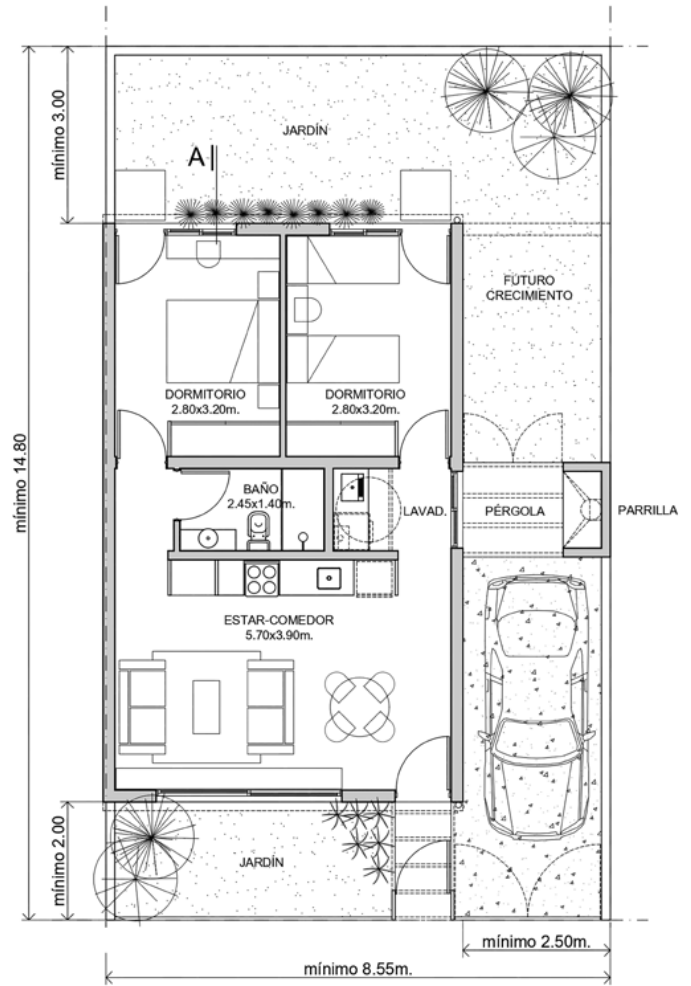 mínimo 3.00
JARDÍN
A
FUTURO
CRECIMIENTO
DORMITORIO
2.80x3.20m.
DORMITORIO
2.80x3.20m.
mínimo 14.80
BAÑO
2.45x1.40m.
LAVAD.
PÉRGOLA
PARRILLA
ESTAR-COMEDOR
5.70x3.90m.
mínimo 2.00
JARDÍN
mínimo 2.50m.
mínimo 8.55m.